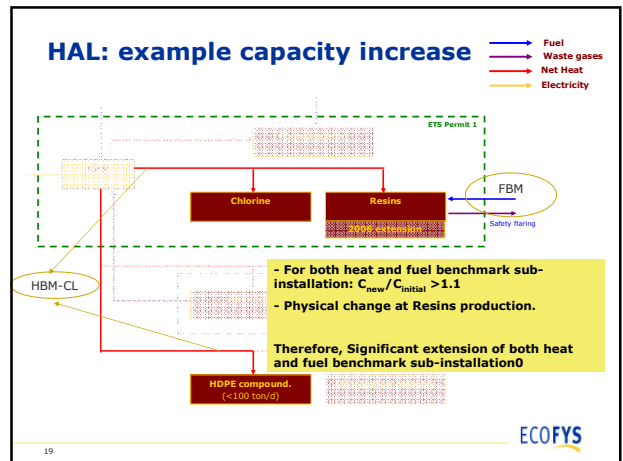 HAL: example capacity increase
Fuel
Waste gases
Net Heat
Electricity
ETS Permit 1
Chlorine
Resins
2008 extension
FBM
Safety flaring
HBM-CL
- For both heat and fuel benchmark sub-
installation: Cnew/Cinitial >1.1
- Physical change at Resins production.
Therefore, Significant extension of both heat
and fuel benchmark sub-installation0
HDPE compound.
(<100 ton/d)
ECOFYS
19